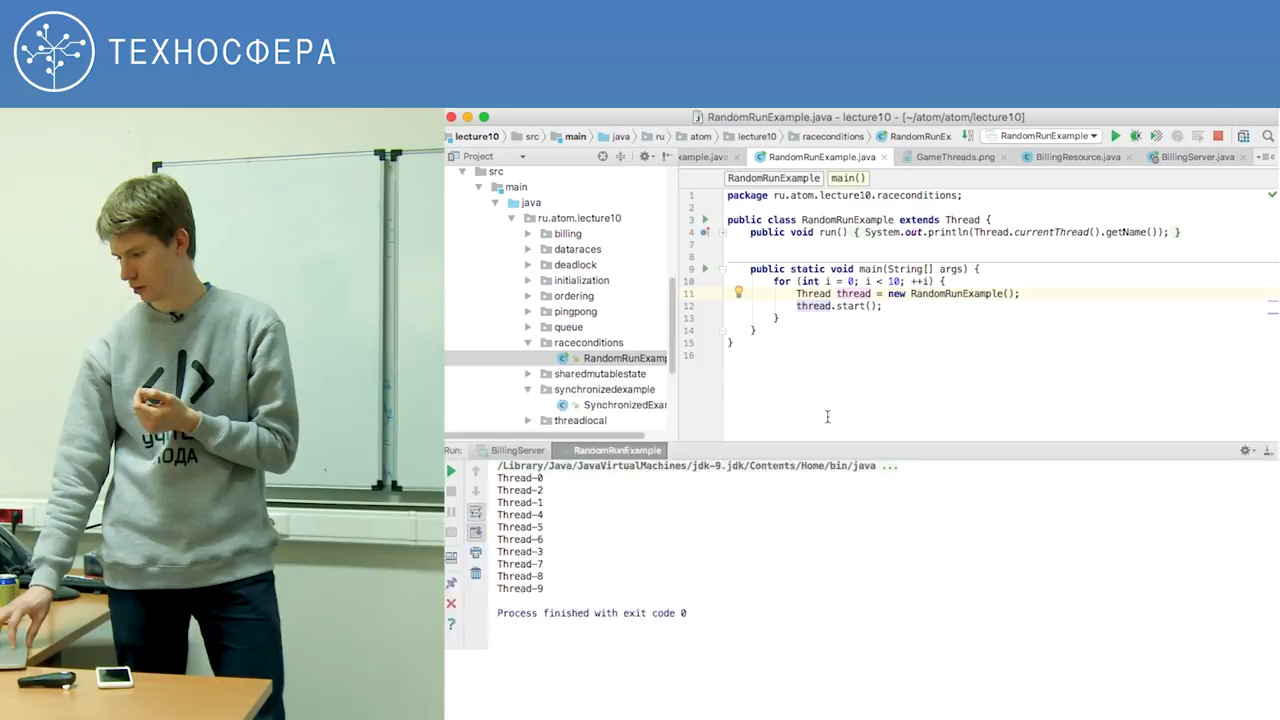 ТЕХНОСФЕРА
RandomRunExample.java – lecture10 – [~/atom/atom/lecture10]
lecture10 src main java ru atom lecture10 raceconditions RandomRunEx RandomRunExample
Project
xample.java RandomRunExample.java GameThreads.png BillingResource.java BillingServer.java
src
main
java
ru.atom.lecture10
billing
dataraces
deadlock
initialization
ordering
pingpong
queue
raceconditions
RandomRunExamp
sharedmutablestate
synchronizedexample
SynchronizedExa
threadlocal
RandomRunExample main()
1 package ru.atom.lecture10.raceconditions;
2
3 public class RandomRunExample extends Thread {
4 public void run() { System.out.println(Thread.currentThread().getName()); }
7
8
9 public static void main(String[] args) {
10 for (int i = 0; i < 10; ++i) {
11 Thread thread = new RandomRunExample();
12 thread.start();
13 }
14 }
15 }
16
Run: BillingServer RandomRunExample
/Library/Java/JavaVirtualMachines/jdk-9.jdk/Contents/Home/bin/java ...
Thread-0
Thread-2
Thread-1
Thread-4
Thread-5
Thread-6
Thread-3
Thread-7
Thread-8
Thread-9
Process finished with exit code 0